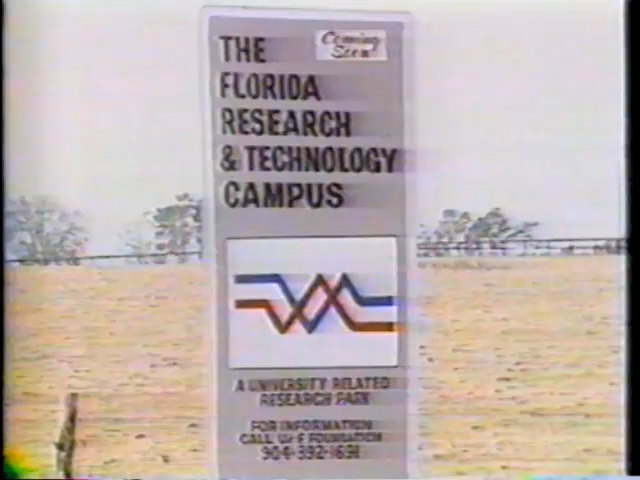 Coming
Soon
THE
FLORIDA
RESEARCH
& TECHNOLOGY
CAMPUS
A UNIVERSITY RELATED
RESEARCH PARK
FOR INFORMATION
CALL U of F FOUNDATION
904-392-1691